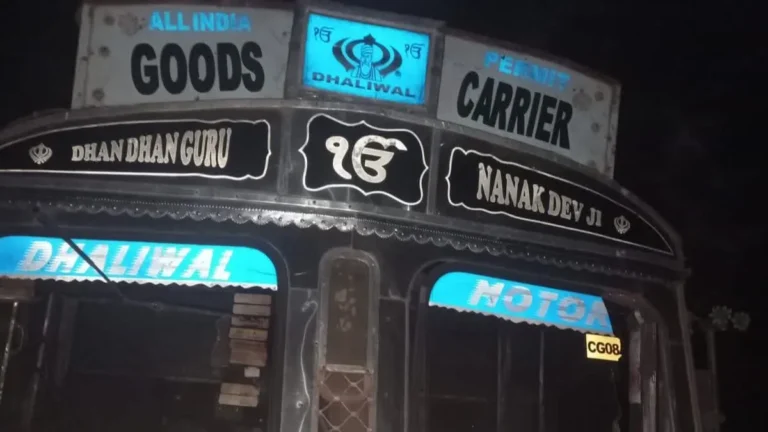 ALL INDIA
GOODS
ੴ ੴ
DHALIWAL
PERMIT
CARRIER
DHAN DHAN GURU
ੴ
NANAK DEV JI
DHALIWAL
MOTOR
CG08